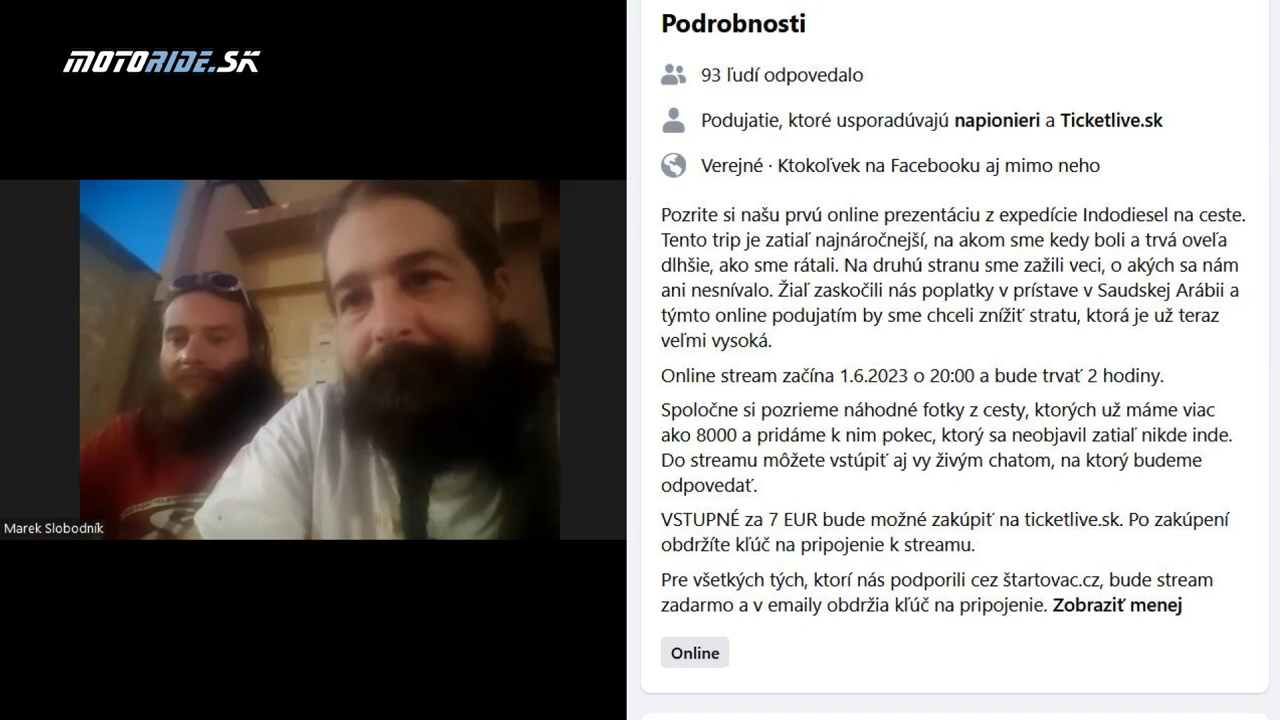 MOTORIDE.SK
Marek Slobodník
Podrobnosti
93 ľudí odpovedalo
Podujatie, ktoré usporadúvajú napionieri a Ticketlive.sk
Verejné · Ktokoľvek na Facebooku aj mimo neho
Pozrite si našu prvú online prezentáciu z expedície Indodiesel na ceste.
Tento trip je zatiaľ najnáročnejší, na akom sme kedy boli a trvá oveľa
dlhšie, ako sme rátali. Na druhú stranu sme zažili veci, o akých sa nám
ani nesnívalo. Žiaľ zaskočili nás poplatky v prístave v Saudskej Arábii a
týmto online podujatím by sme chceli znížiť stratu, ktorá je už teraz
veľmi vysoká.
Online stream začína 1.6.2023 o 20:00 a bude trvať 2 hodiny.
Spoločne si pozrieme náhodné fotky z cesty, ktorých už máme viac
ako 8000 a pridáme k nim pokec, ktorý sa neobjavil zatiaľ nikde inde.
Do streamu môžete vstúpiť aj vy živým chatom, na ktorý budeme
odpovedať.
VSTUPNÉ za 7 EUR bude možné zakúpiť na ticketlive.sk. Po zakúpení
obdržíte kľúč na pripojenie k streamu.
Pre všetkých tých, ktorí nás podporili cez štartovac.cz, bude stream
zadarmo a v emaily obdržia kľúč na pripojenie. Zobraziť menej
Online